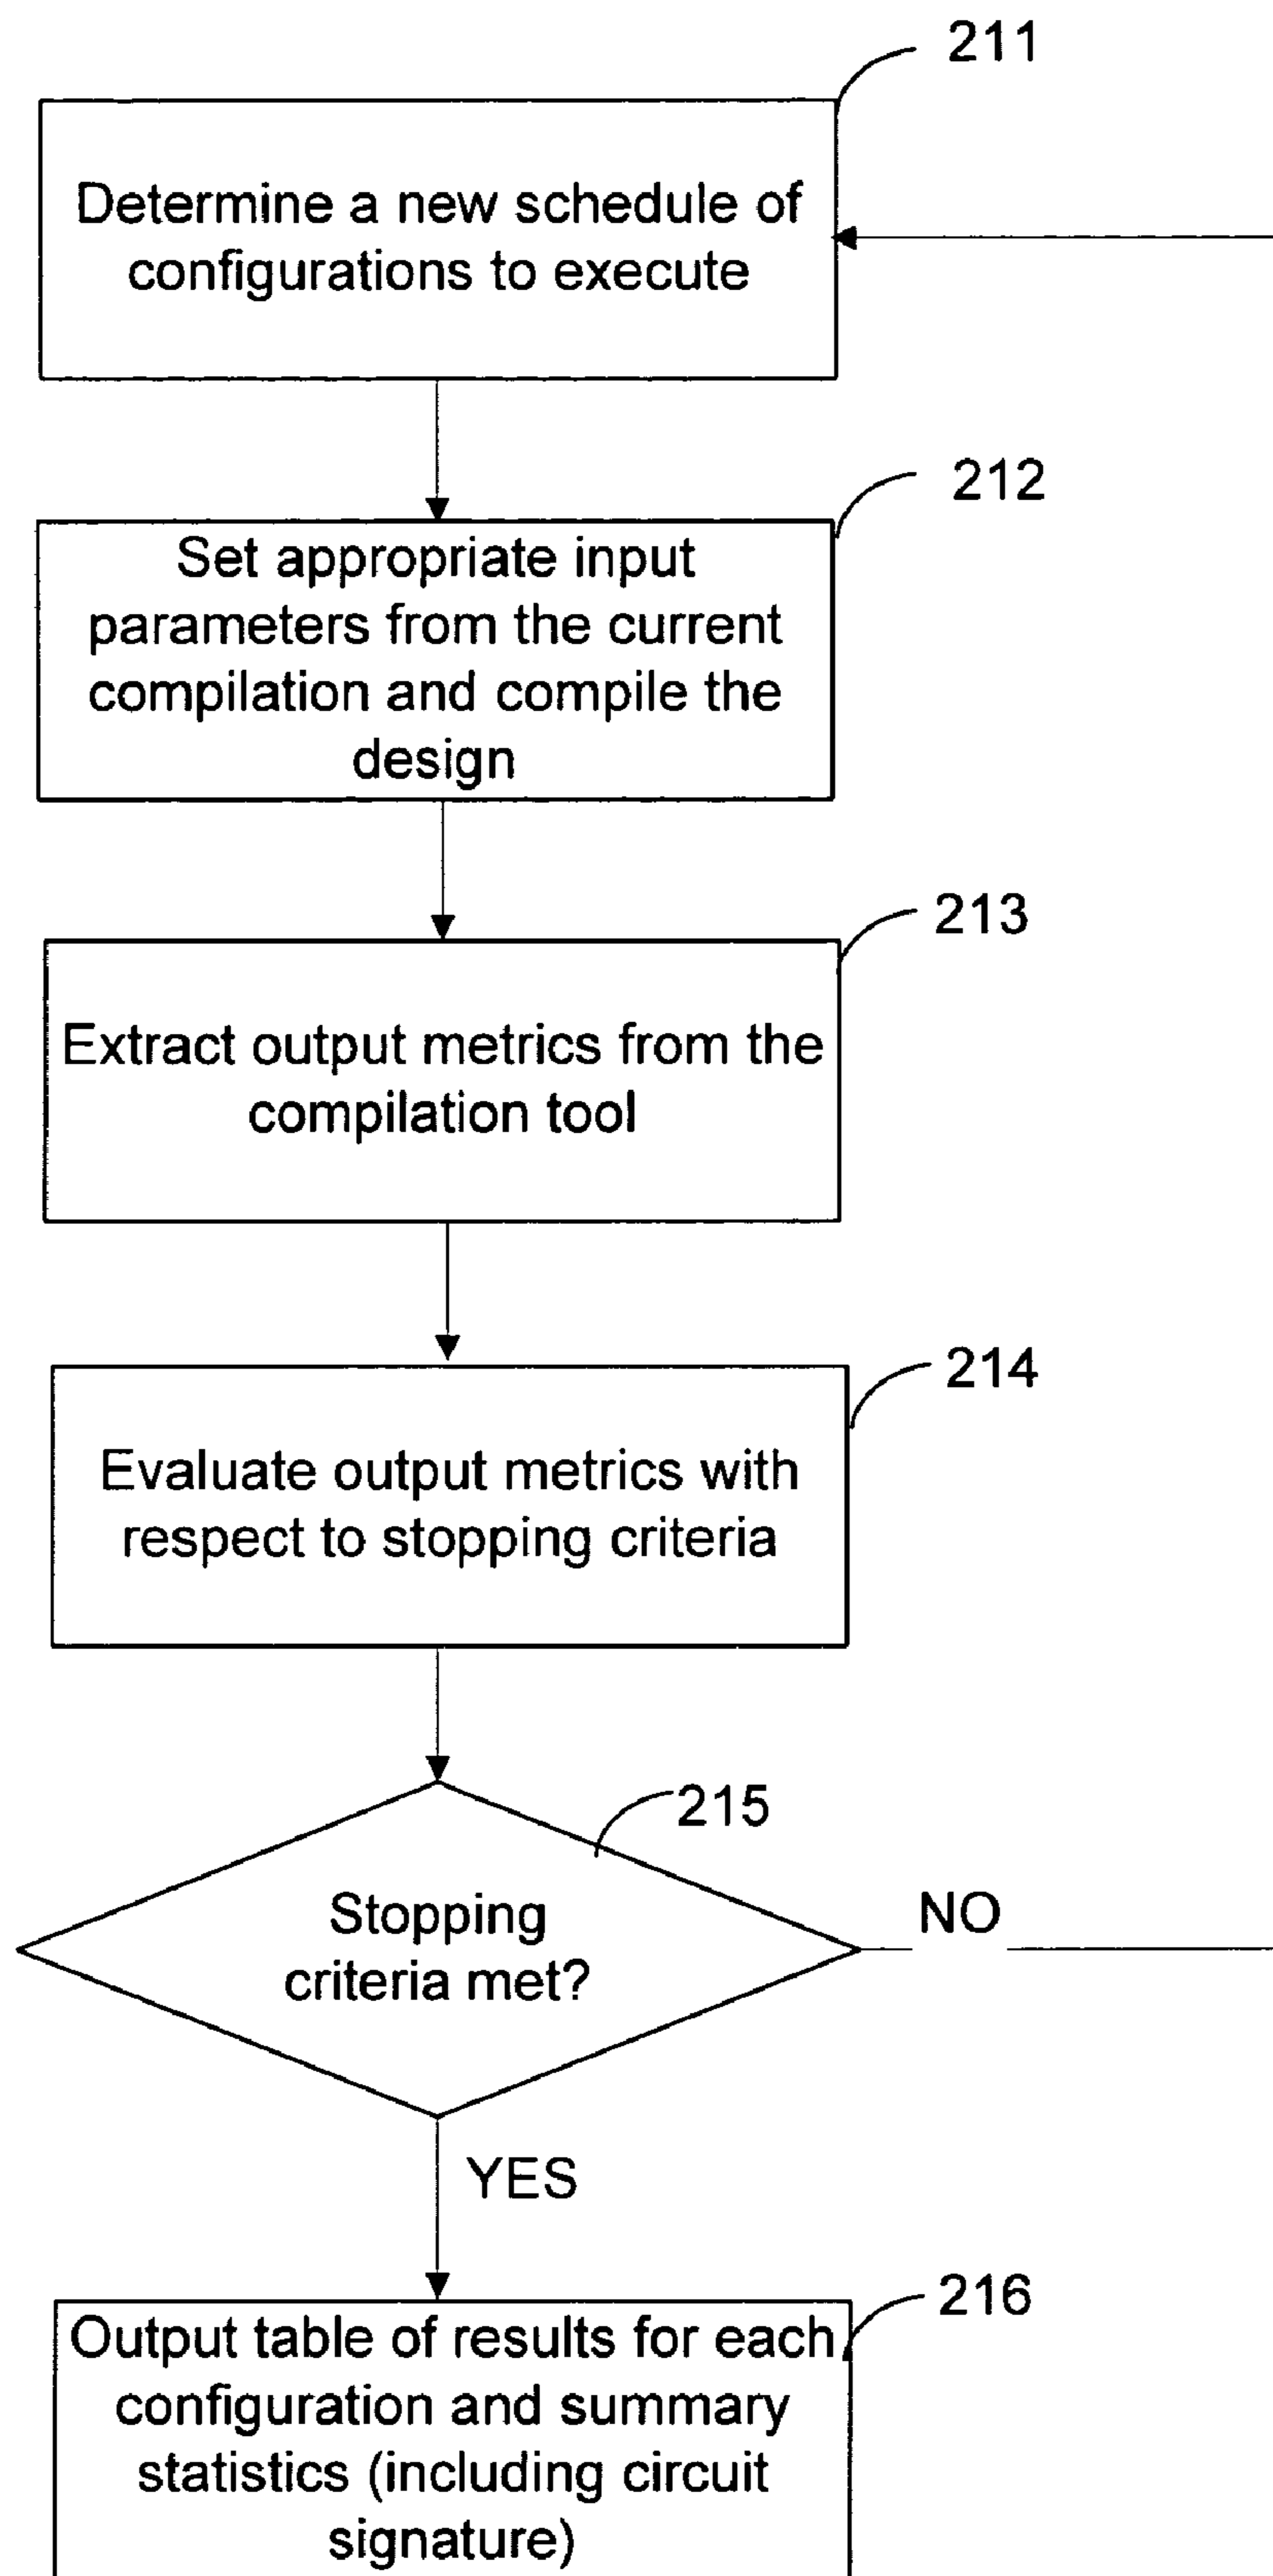 211
Determine a new schedule of
configurations to execute
212
Set appropriate input
parameters from the current
compilation and compile the
design
213
Extract output metrics from the
compilation tool
214
Evaluate output metrics with
respect to stopping criteria
215
Stopping
criteria met?
NO
YES
216
Output table of results for each
configuration and summary
statistics (including circuit
signature)